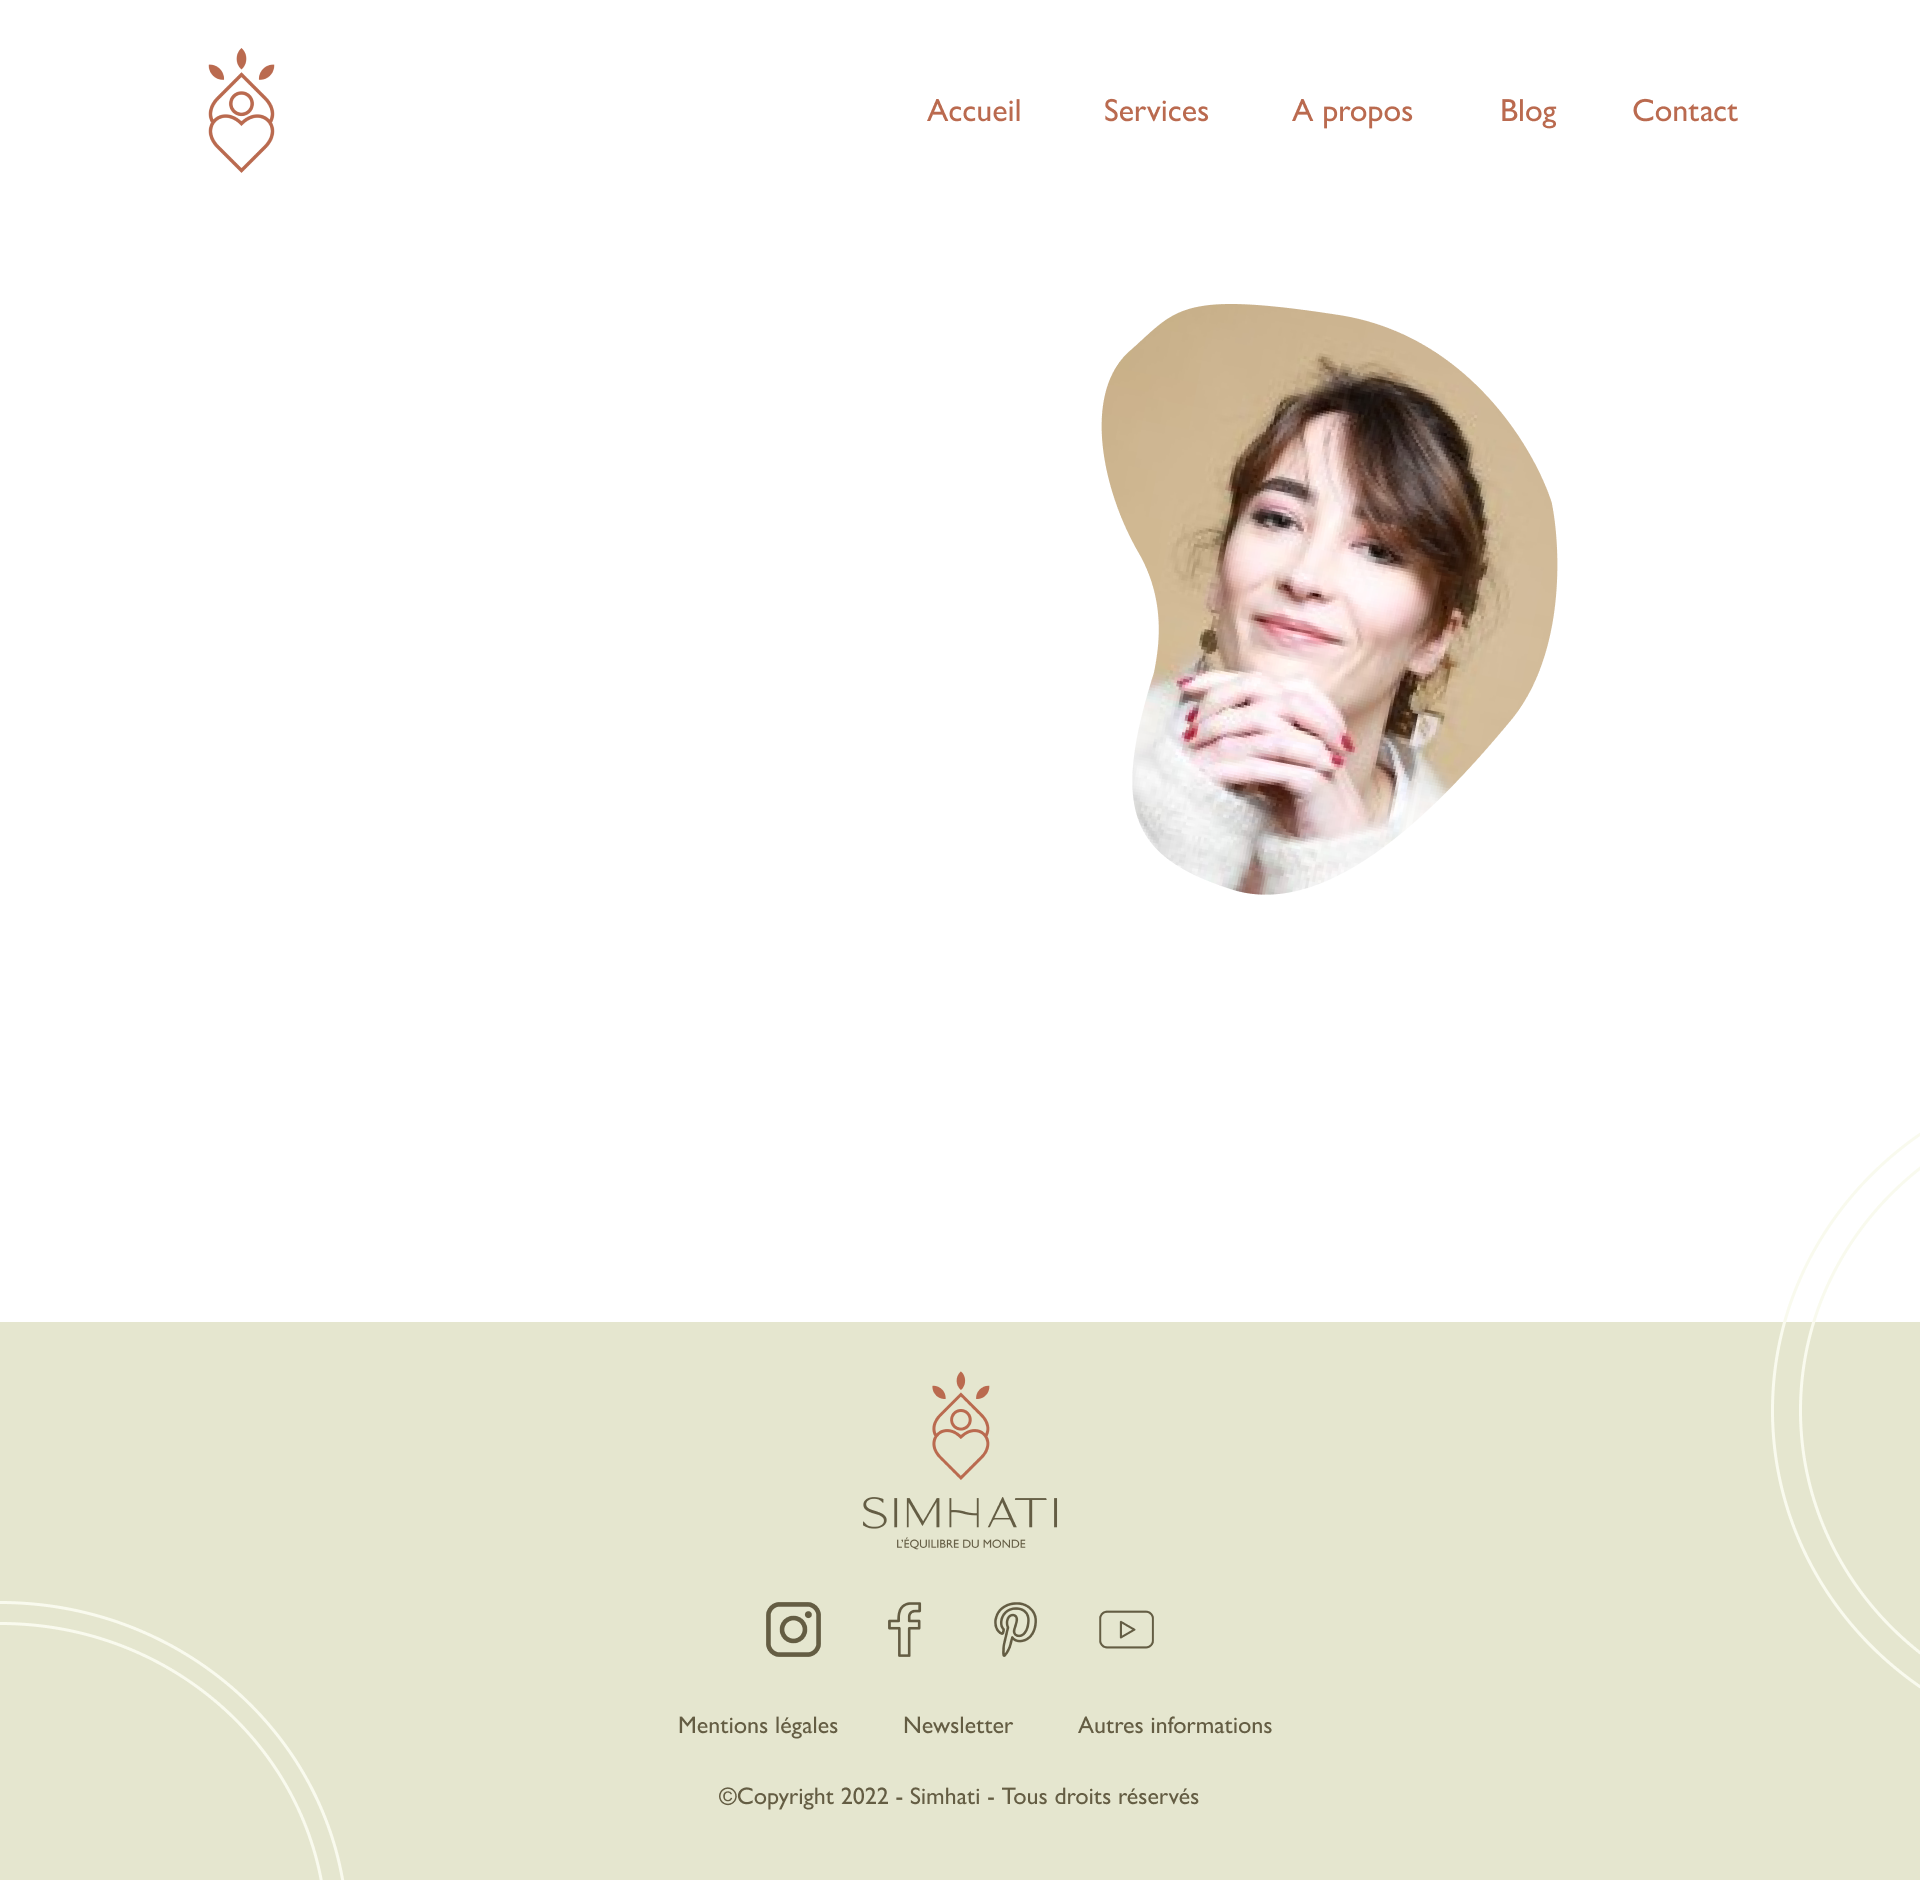 Accueil
Services
A propos
Blog
Contact
SIMHATI
L'ÉQUILIBRE DU MONDE
Mentions légales
Newsletter
Autres informations
©Copyright 2022 - Simhati - Tous droits réservés